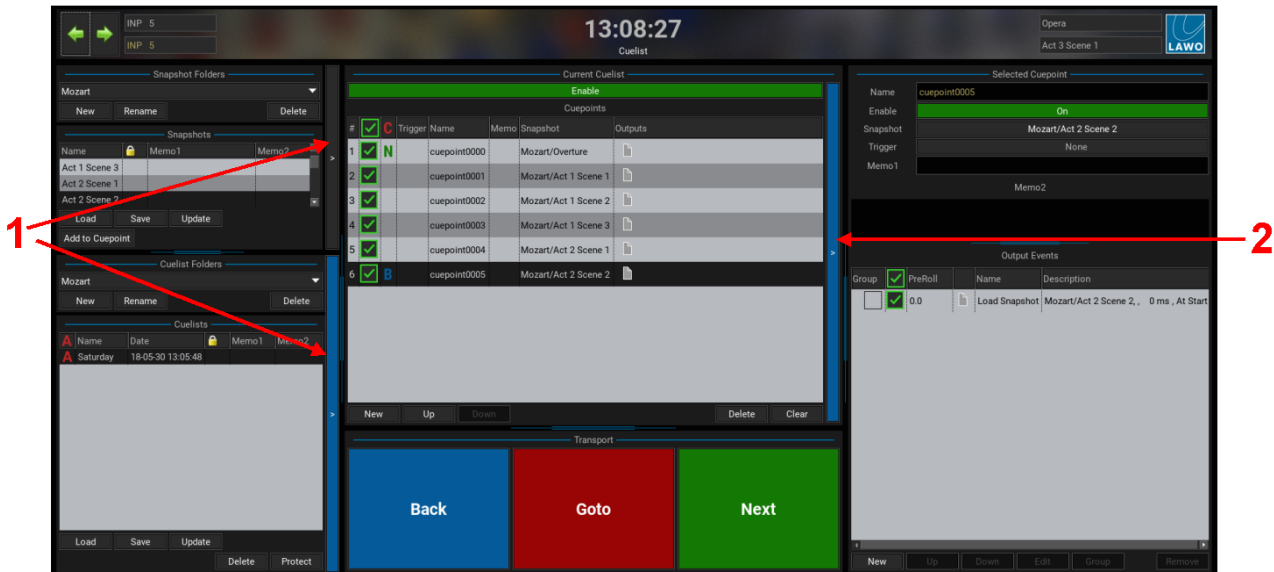 INP 5
INP 5
13:08:27
Cuelist
Opera
Act 3 Scene 1
LAWO
Snapshot Folders
Mozart
New Rename Delete
Snapshots
Name Memo1 Memo2
Act 1 Scene 3
Act 2 Scene 1
Act 2 Scene 2
Load Save Update
Add to Cuepoint
>
1
Cuelist Folders
Mozart
New Rename Delete
Cuelists
A Name Date Memo1 Memo2
A Saturday 18-05-30 13:05:48
>
Load Save Update
Delete Protect
Current Cuelist
Enable
Cuepoints
# C Trigger Name Memo Snapshot Outputs
1 N cuepoint0000 Mozart/Overture
2 cuepoint0001 Mozart/Act 1 Scene 1
3 cuepoint0002 Mozart/Act 1 Scene 2
4 cuepoint0003 Mozart/Act 1 Scene 3
5 cuepoint0004 Mozart/Act 2 Scene 1
6 B cuepoint0005 Mozart/Act 2 Scene 2
>
New Up Down Delete Clear
Transport
Back Goto Next
Selected Cuepoint
Name cuepoint0005
Enable On
Snapshot Mozart/Act 2 Scene 2
Trigger None
Memo1
Memo2
2
Output Events
Group PreRoll Name Description
0.0 Load Snapshot Mozart/Act 2 Scene 2, , 0 ms , At Start
New Up Down Edit Group Remove